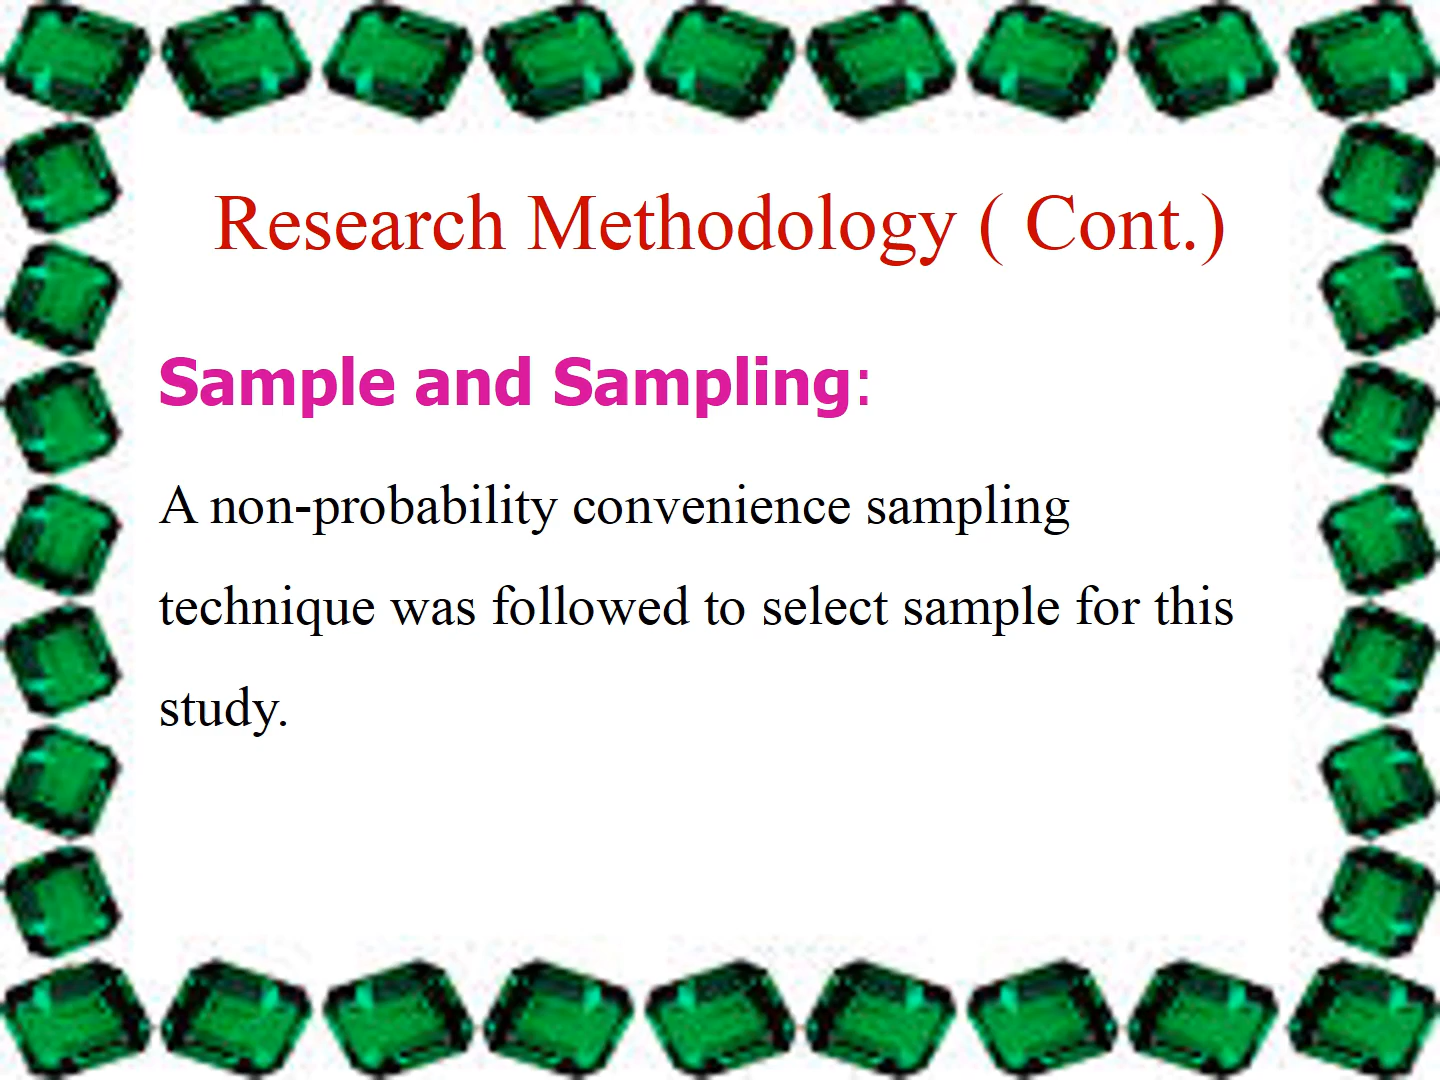 Research Methodology ( Cont.)
Sample and Sampling:
A non-probability convenience sampling
technique was followed to select sample for this
study.